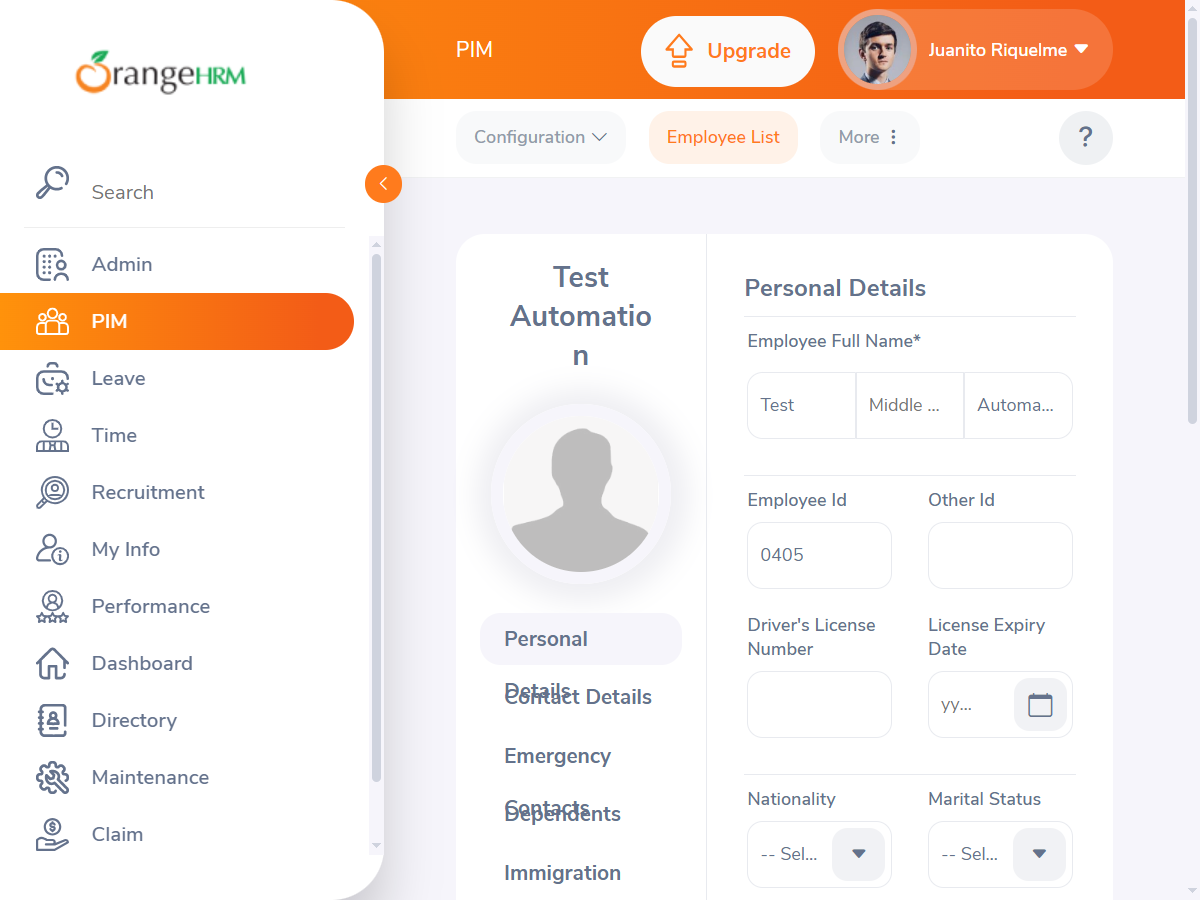 OrangeHRM
Search
Admin
PIM
Leave
Time
Recruitment
My Info
Performance
Dashboard
Directory
Maintenance
Claim
PIM
Upgrade
Juanito Riquelme
Configuration
Employee List
More
?
Test
Automatio
n
Personal
Details
Contact Details
Emergency
Contacts
Dependents
Immigration
Personal Details
Employee Full Name*
Test Middle ... Automa...
Employee Id Other Id
0405
Driver's License
Number
License Expiry
Date
yy...
Nationality Marital Status
-- Sel... -- Sel...